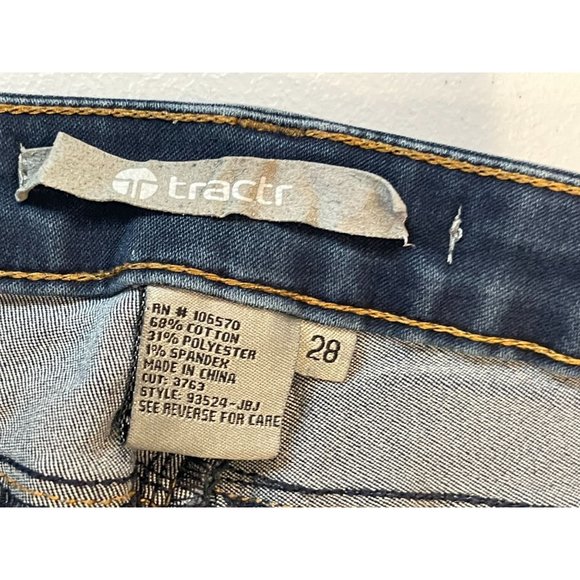 tractr
RN # 106570
68% COTTON
31% POLYESTER
1% SPANDEX
MADE IN CHINA
CUT: 3763
STYLE: 93524-JBJ
SEE REVERSE FOR CARE
28